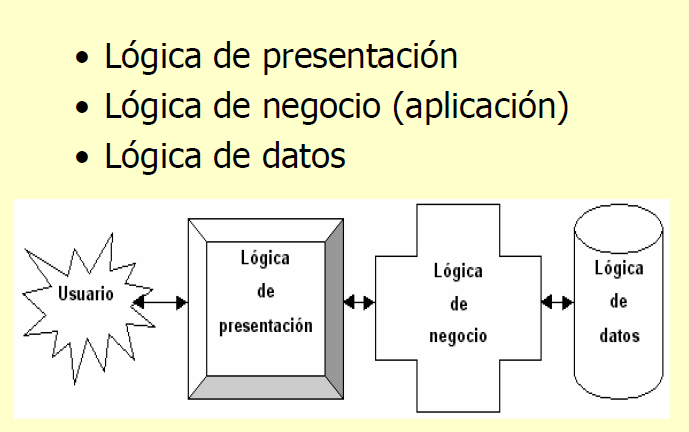 • Lógica de presentación
• Lógica de negocio (aplicación)
• Lógica de datos
Usuario
Lógica
de
presentación
Lógica
de
negocio
Lógica
de
datos